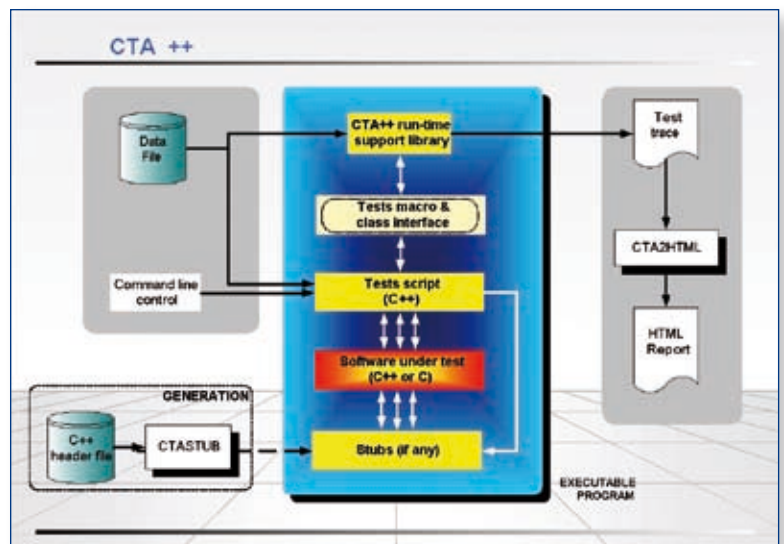 CTA ++
Data
File
CTA++ run-time
support library
Test
trace
Tests macro &
class interface
CTA2HTML
Command line
control
Tests script
(C++)
HTML
Report
Software under test
(C++ or C)
GENERATION
C++
header file
CTASTUB
Stubs (if any)
EXECUTABLE
PROGRAM